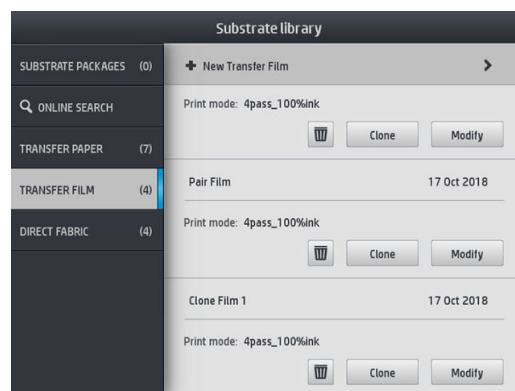 Substrate library
SUBSTRATE PACKAGES (0)
ONLINE SEARCH
TRANSFER PAPER (7)
TRANSFER FILM (4)
DIRECT FABRIC (4)
New Transfer Film
Print mode: 4pass_100%ink
Clone Modify
Pair Film 17 Oct 2018
Print mode: 4pass_100%ink
Clone Modify
Clone Film 1 17 Oct 2018
Print mode: 4pass_100%ink
Clone Modify